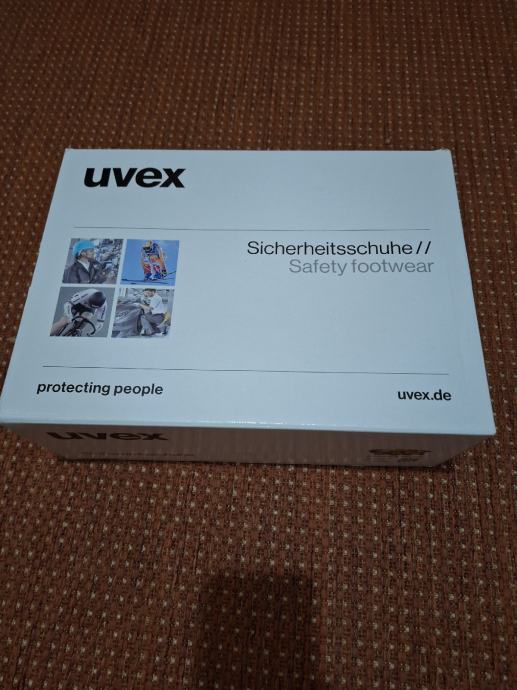 uvex
Sicherheitsschuhe//
Safety footwear
protecting people
uvex.de
uvex